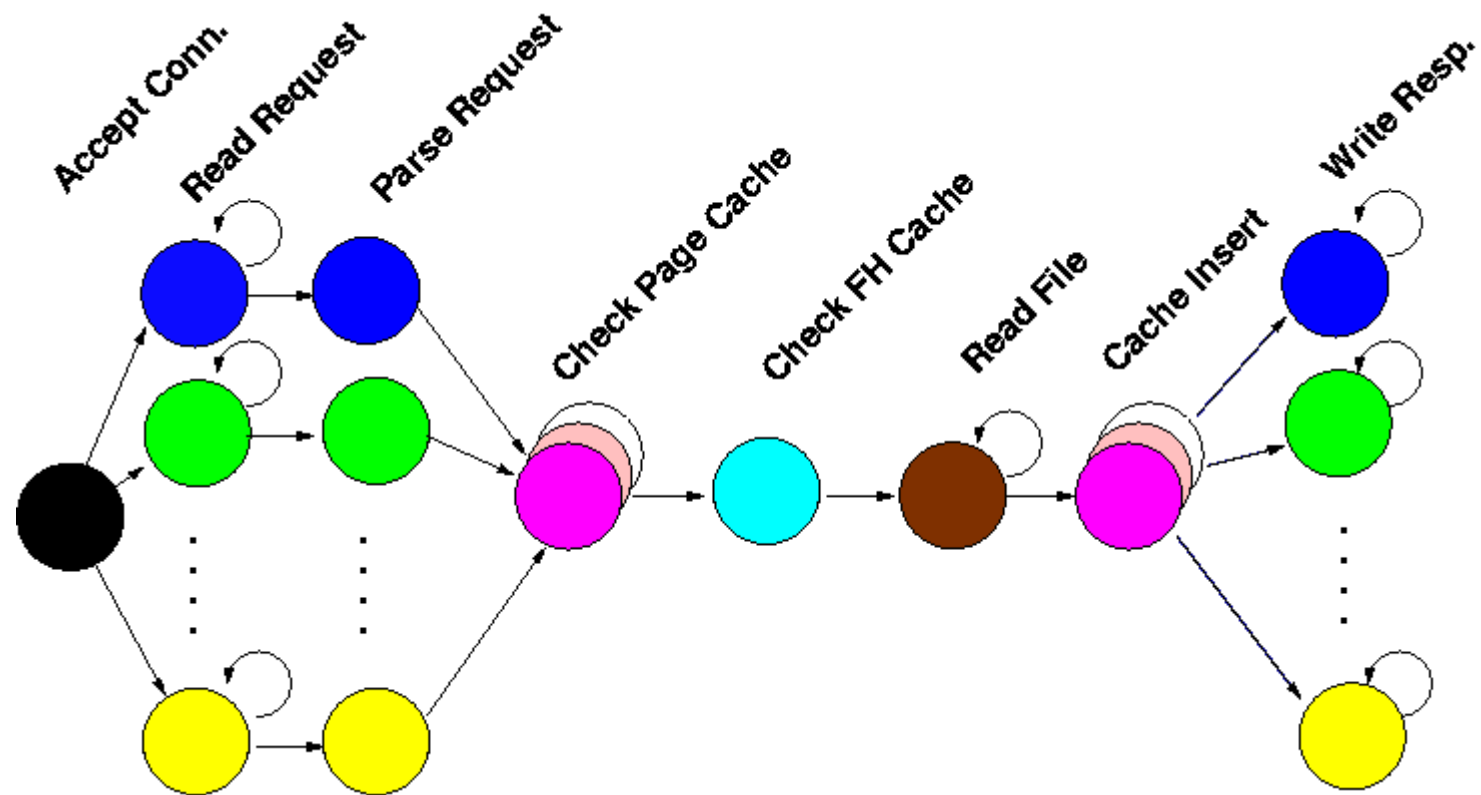 Accept Conn.
Read Request
Parse Request
Check Page Cache
Check FH Cache
Read File
Cache Insert
Write Resp.